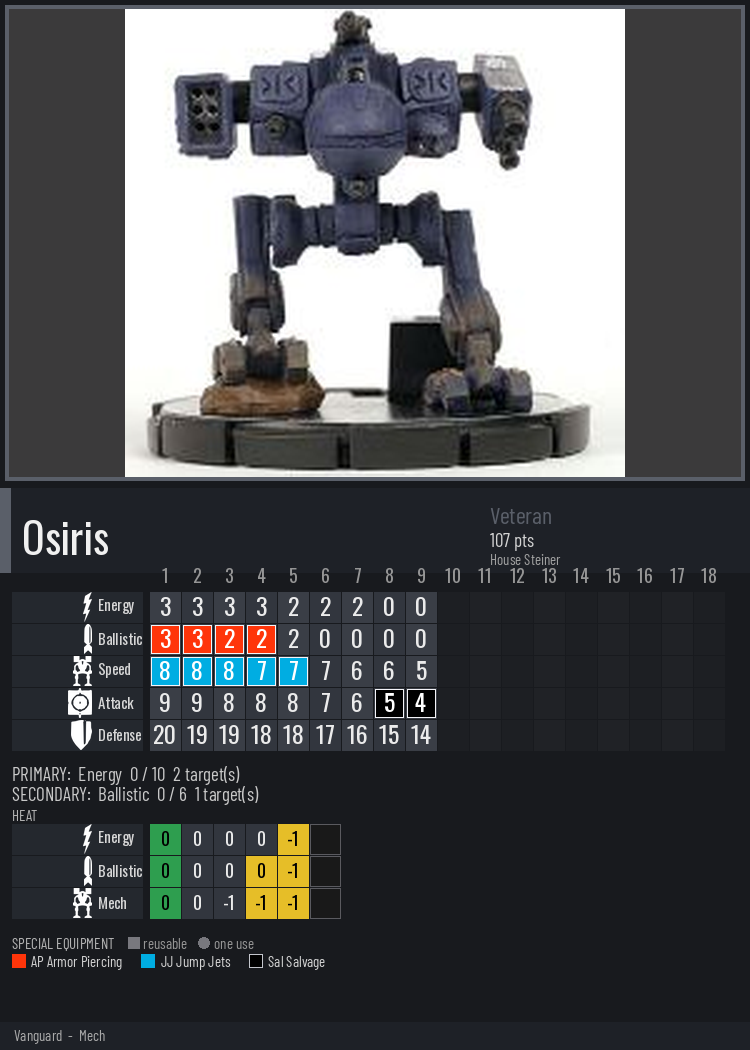 Osiris
Veteran
107 pts
House Steiner
1 2 3 4 5 6 7 8 9 10 11 12 13 14 15 16 17 18
Energy 3 3 3 3 2 2 2 0 0
Ballistic 3 3 2 2 2 0 0 0 0
Speed 8 8 8 7 7 7 6 6 5
Attack 9 9 8 8 8 7 6 5 4
Defense 20 19 19 18 18 17 16 15 14
PRIMARY: Energy 0 / 10 2 target(s)
SECONDARY: Ballistic 0 / 6 1 target(s)
HEAT
Energy 0 0 0 0 -1
Ballistic 0 0 0 0 -1
Mech 0 0 -1 -1 -1
SPECIAL EQUIPMENT reusable one use
AP Armor Piercing JJ Jump Jets Sal Salvage
Vanguard - Mech